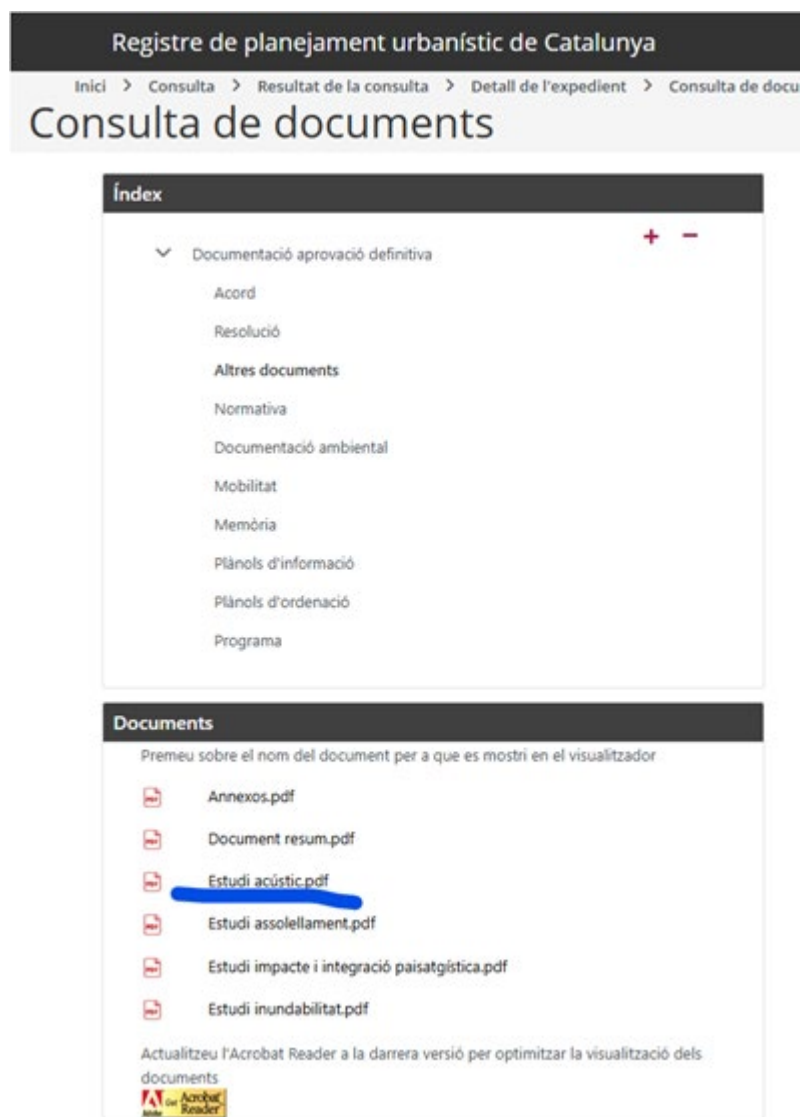 Registre de planejament urbanístic de Catalunya
Inici > Consulta > Resultat de la consulta > Detall de l'expedient > Consulta de docu
Consulta de documents
Índex
+ −
Documentació aprovació definitiva
Acord
Resolució
Altres documents
Normativa
Documentació ambiental
Mobilitat
Memòria
Plànols d'informació
Plànols d'ordenació
Programa
Documents
Premeu sobre el nom del document per a que es mostri en el visualitzador
Annexos.pdf
Document resum.pdf
Estudi acústic.pdf
Estudi assolellament.pdf
Estudi impacte i integració paisatgística.pdf
Estudi inundabilitat.pdf
Actualitzeu l'Acrobat Reader a la darrera versió per optimitzar la visualització dels
documents
Adobe Get Acrobat
Reader